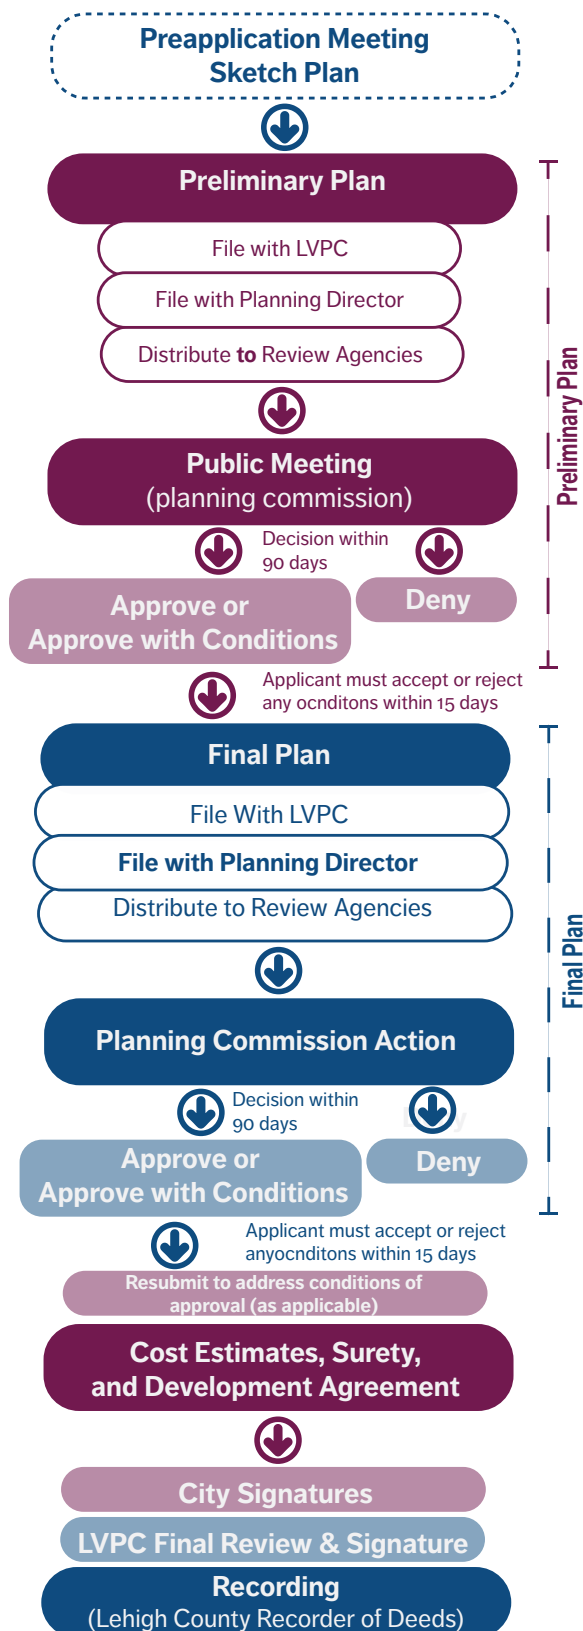 Preapplication Meeting
Sketch Plan
Preliminary Plan
File with LVPC
File with Planning Director
Distribute to Review Agencies
Public Meeting
(planning commission)
Decision within
90 days
Approve or
Approve with Conditions
Deny
Preliminary Plan
Applicant must accept or reject
any ocnditons within 15 days
Final Plan
File With LVPC
File with Planning Director
Distribute to Review Agencies
Planning Commission Action
Decision within
90 days
Deny
Approve or
Approve with Conditions
Deny
Final Plan
Applicant must accept or reject
anyocnditons within 15 days
Resubmit to address conditions of
approval (as applicable)
Cost Estimates, Surety,
and Development Agreement
City Signatures
LVPC Final Review & Signature
Recording
(Lehigh County Recorder of Deeds)